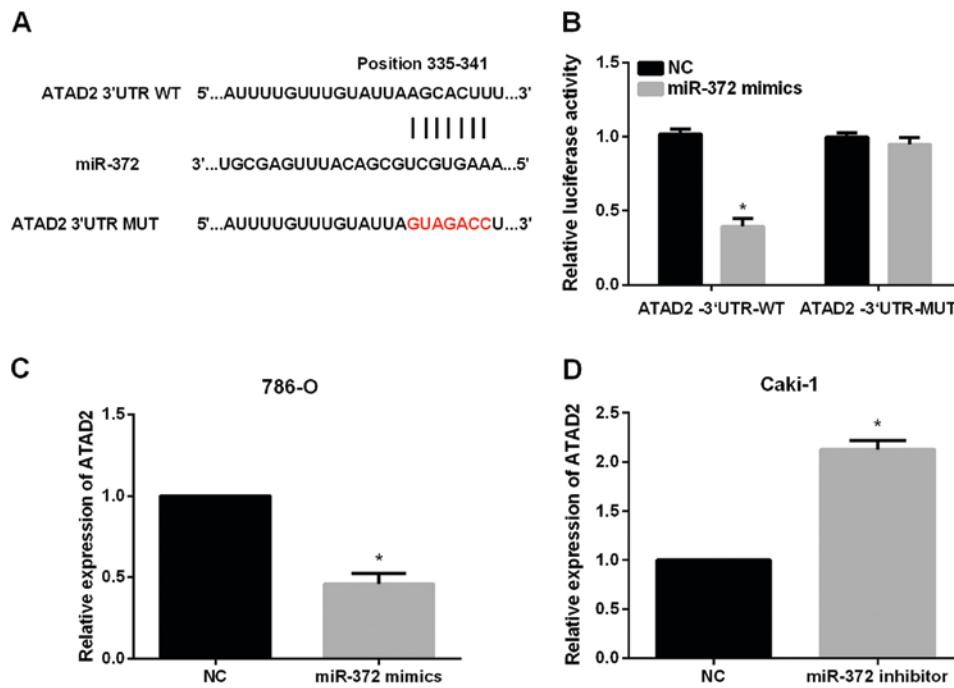 A
Position 335-341
ATAD2 3'UTR WT 5'...AUUUUGUUUGUAUUAAGCACUUU...3'
miR-372 3'...UGCGAGUUUACAGCGUCGUGAAA...5'
ATAD2 3'UTR MUT 5'...AUUUUGUUUGUAUUAGUAGACCU...3'
B
NC
miR-372 mimics
Relative luciferase activity
1.5
1.0
0.5
0.0
*
ATAD2 -3'UTR-WT ATAD2 -3'UTR-MUT
C
786-O
Relative expression of ATAD2
1.5
1.0
0.5
0.0
*
NC miR-372 mimics
D
Caki-1
Relative expression of ATAD2
2.5
2.0
1.5
1.0
0.5
0.0
*
NC miR-372 inhibitor